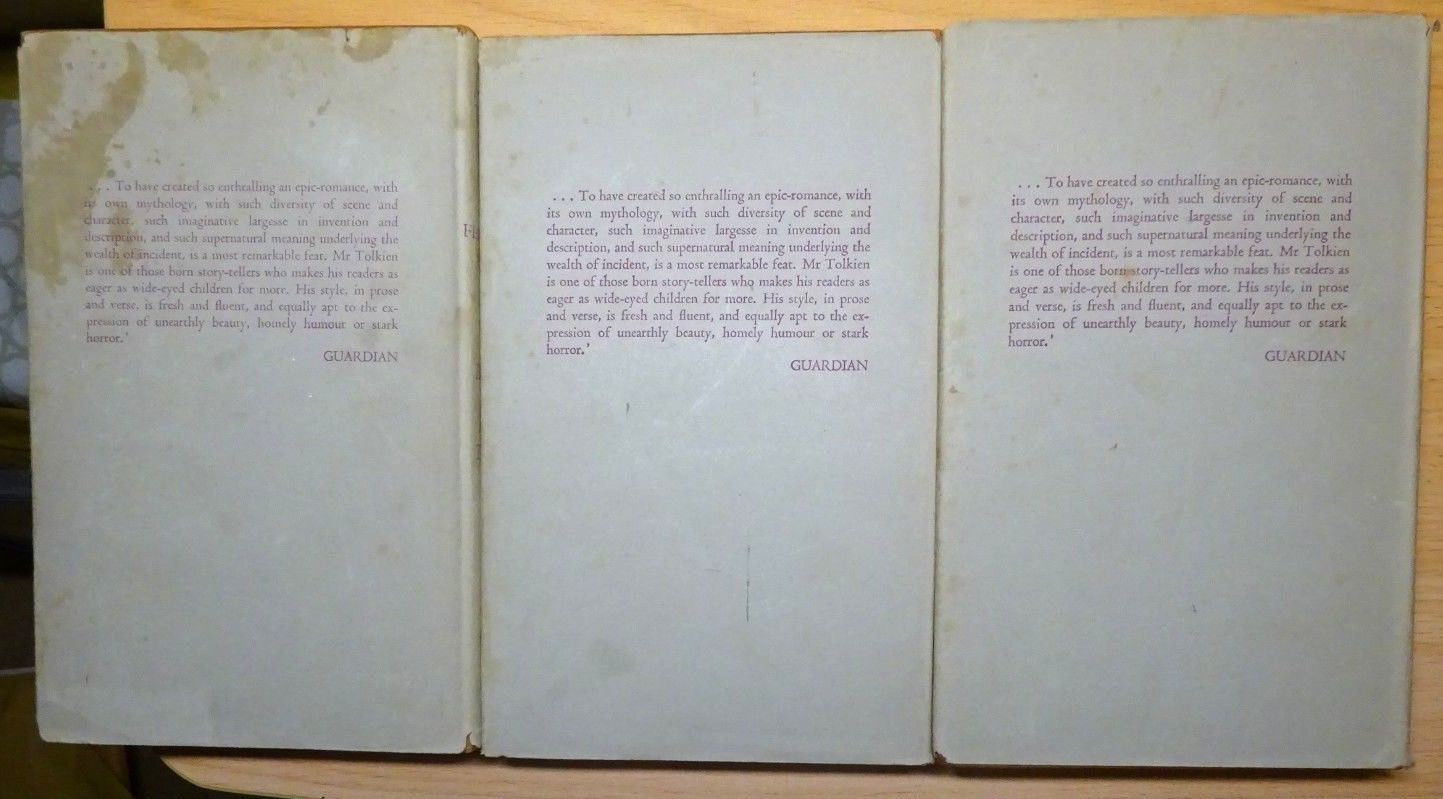 . . . To have created so enthralling an epic-romance, with
its own mythology, with such diversity of scene and
character, such imaginative largesse in invention and
description, and such supernatural meaning underlying the
wealth of incident, is a most remarkable feat. Mr Tolkien
is one of those born story-tellers who makes his readers as
eager as wide-eyed children for more. His style, in prose
and verse, is fresh and fluent, and equally apt to the ex-
pression of unearthly beauty, homely humour or stark
horror.'
GUARDIAN
. . . To have created so enthralling an epic-romance, with
its own mythology, with such diversity of scene and
character, such imaginative largesse in invention and
description, and such supernatural meaning underlying the
wealth of incident, is a most remarkable feat. Mr Tolkien
is one of those born story-tellers who makes his readers as
eager as wide-eyed children for more. His style, in prose
and verse, is fresh and fluent, and equally apt to the ex-
pression of unearthly beauty, homely humour or stark
horror.'
GUARDIAN
. . . To have created so enthralling an epic-romance, with
its own mythology, with such diversity of scene and
character, such imaginative largesse in invention and
description, and such supernatural meaning underlying the
wealth of incident, is a most remarkable feat. Mr Tolkien
is one of those born story-tellers who makes his readers as
eager as wide-eyed children for more. His style, in prose
and verse, is fresh and fluent, and equally apt to the ex-
pression of unearthly beauty, homely humour or stark
horror.'
GUARDIAN